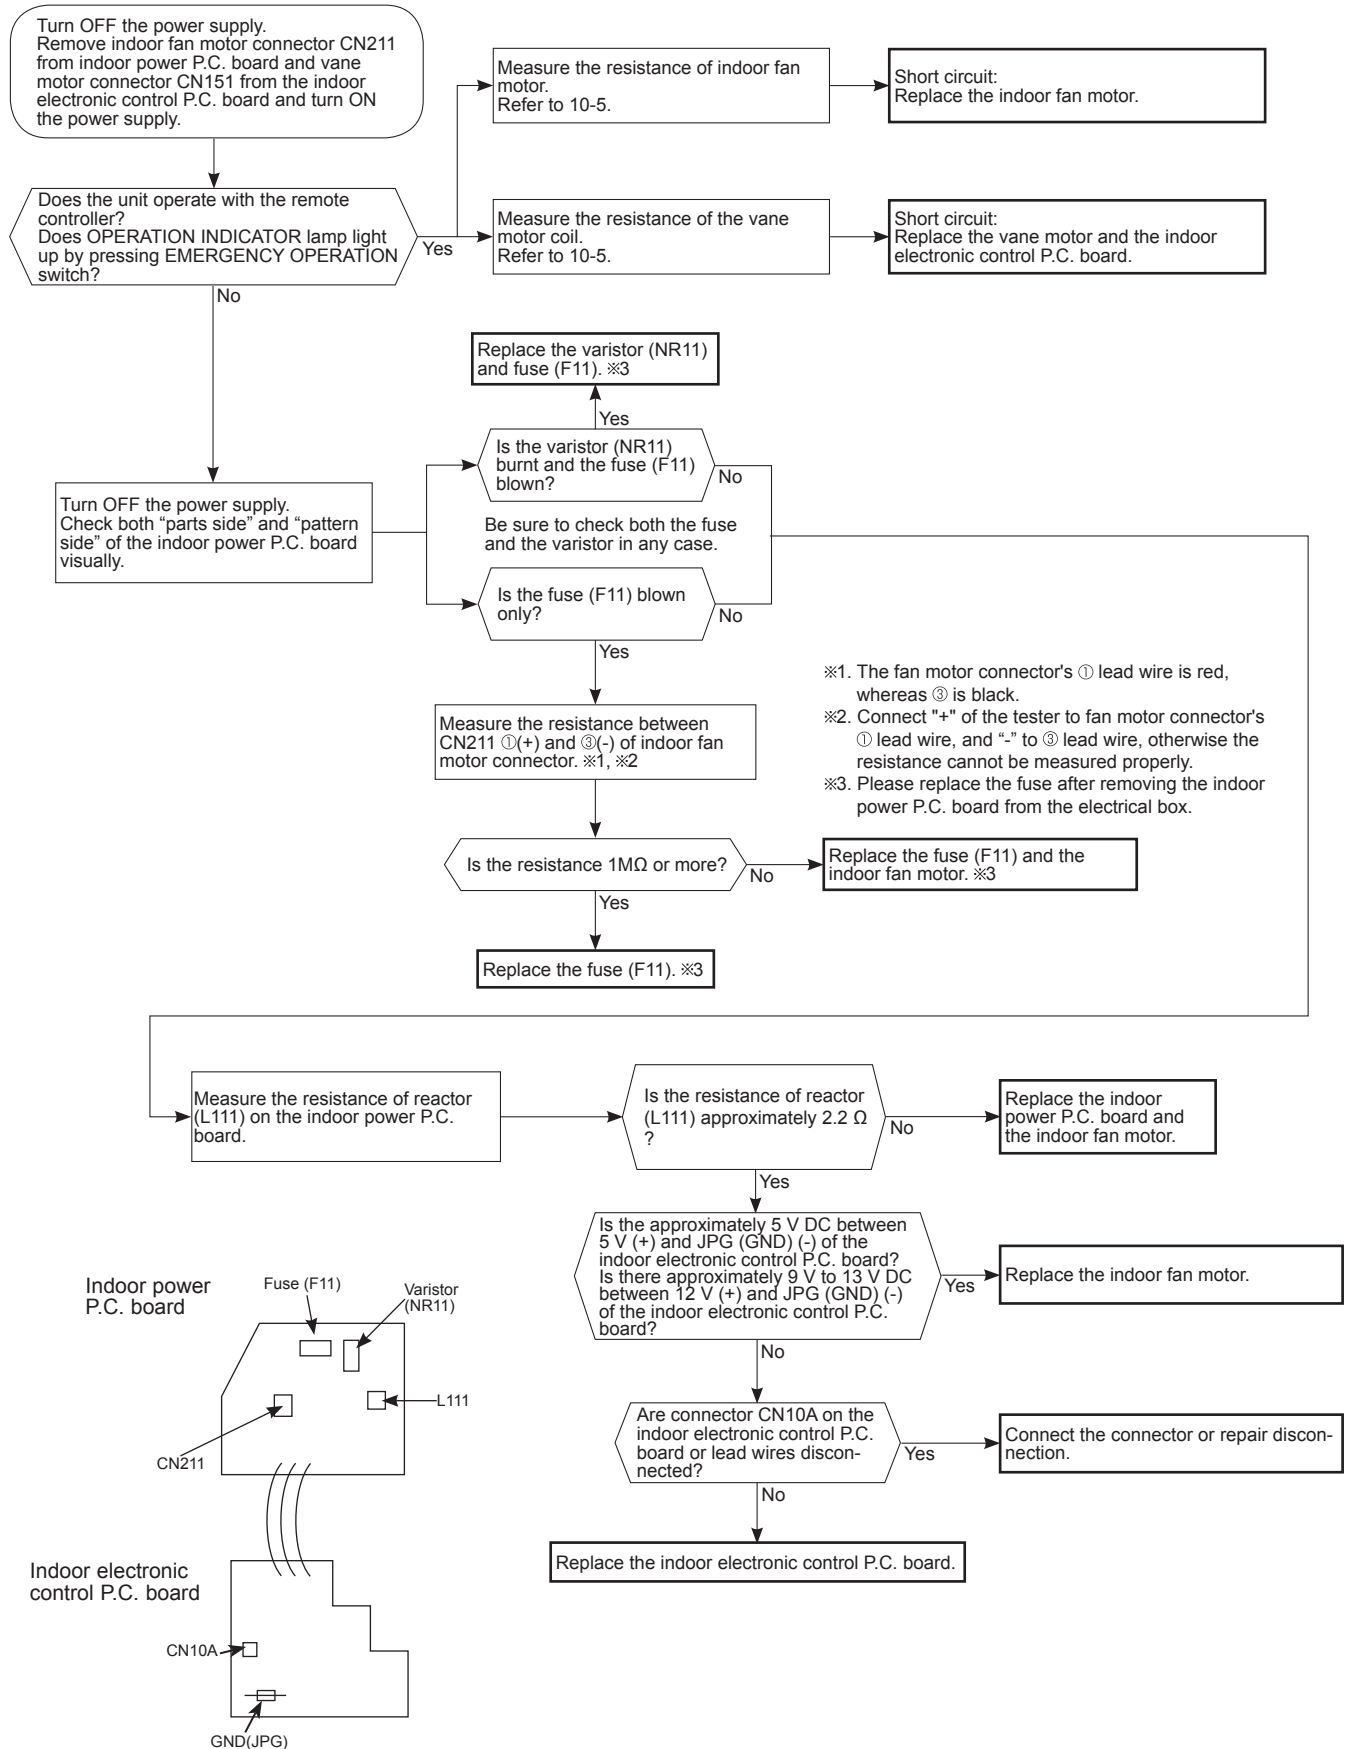 Turn OFF the power supply.
Remove indoor fan motor connector CN211
from indoor power P.C. board and vane
motor connector CN151 from the indoor
electronic control P.C. board and turn ON
the power supply.
Measure the resistance of indoor fan
motor.
Refer to 10-5.
Short circuit:
Replace the indoor fan motor.
Does the unit operate with the remote
controller?
Does OPERATION INDICATOR lamp light
up by pressing EMERGENCY OPERATION
switch?
Yes
Measure the resistance of the vane
motor coil.
Refer to 10-5.
Short circuit:
Replace the vane motor and the indoor
electronic control P.C. board.
No
Replace the varistor (NR11)
and fuse (F11). ※3
Yes
Is the varistor (NR11)
burnt and the fuse (F11)
blown?
No
Turn OFF the power supply.
Check both “parts side” and “pattern
side” of the indoor power P.C. board
visually.
Be sure to check both the fuse
and the varistor in any case.
Is the fuse (F11) blown
only?
No
Yes
※1. The fan motor connector's ① lead wire is red,
whereas ③ is black.
※2. Connect "+" of the tester to fan motor connector's
① lead wire, and “-” to ③ lead wire, otherwise the
resistance cannot be measured properly.
※3. Please replace the fuse after removing the indoor
power P.C. board from the electrical box.
Measure the resistance between
CN211 ①(+) and ③(-) of indoor fan
motor connector. ※1, ※2
Is the resistance 1MΩ or more?
No
Replace the fuse (F11) and the
indoor fan motor. ※3
Yes
Replace the fuse (F11). ※3
Measure the resistance of reactor
(L111) on the indoor power P.C.
board.
Is the resistance of reactor
(L111) approximately 2.2 Ω
?
No
Replace the indoor
power P.C. board and
the indoor fan motor.
Yes
Is the approximately 5 V DC between
5 V (+) and JPG (GND) (-) of the
indoor electronic control P.C. board?
Is there approximately 9 V to 13 V DC
between 12 V (+) and JPG (GND) (-)
of the indoor electronic control P.C.
board?
Yes
Replace the indoor fan motor.
No
Are connector CN10A on the
indoor electronic control P.C.
board or lead wires discon-
nected?
Yes
Connect the connector or repair discon-
nection.
No
Replace the indoor electronic control P.C. board.
Indoor power
P.C. board
Fuse (F11)
Varistor
(NR11)
L111
CN211
Indoor electronic
control P.C. board
CN10A
GND(JPG)